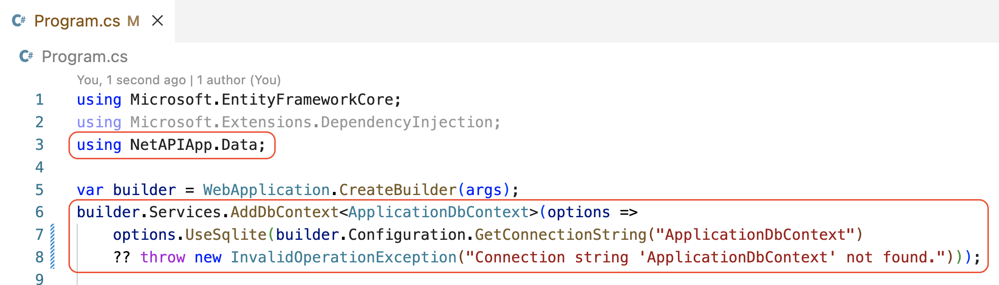 C# Program.cs M ×
C# Program.cs
You, 1 second ago | 1 author (You)
1 using Microsoft.EntityFrameworkCore;
2 using Microsoft.Extensions.DependencyInjection;
3 using NetAPIApp.Data;
4
5 var builder = WebApplication.CreateBuilder(args);
6 builder.Services.AddDbContext<ApplicationDbContext>(options =>
7     options.UseSqlite(builder.Configuration.GetConnectionString("ApplicationDbContext")
8     ?? throw new InvalidOperationException("Connection string 'ApplicationDbContext' not found.")));
9